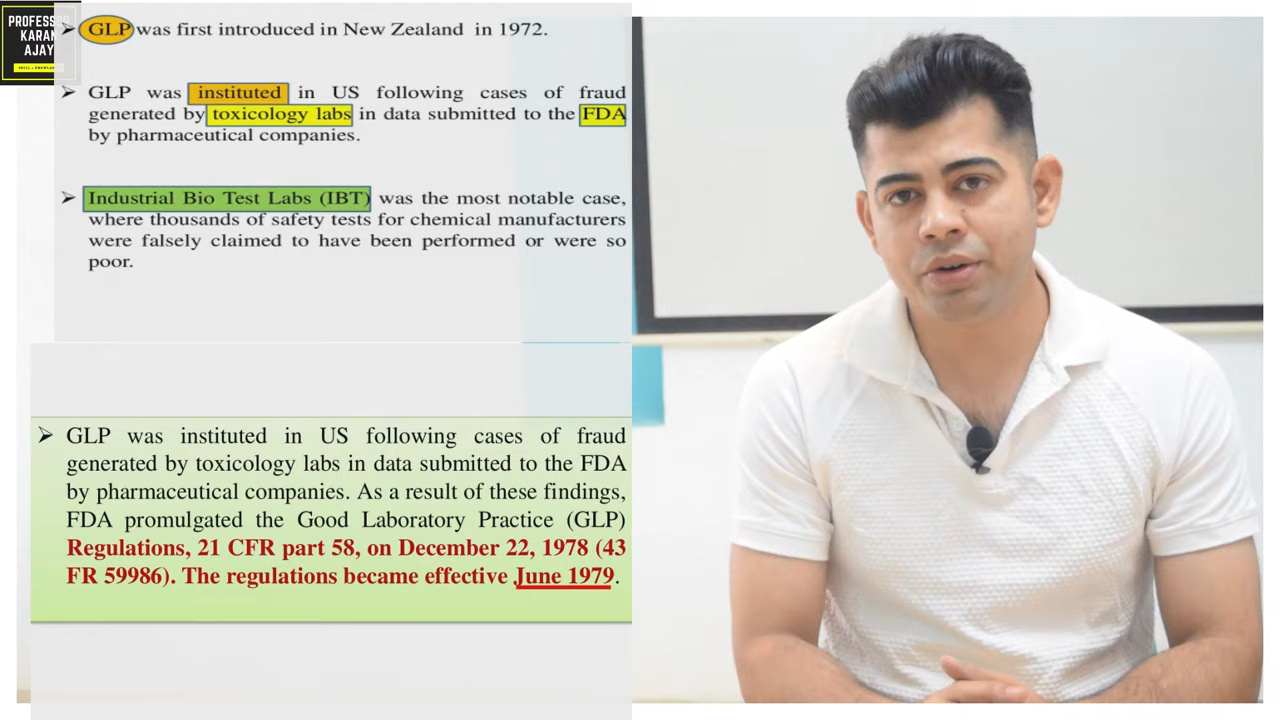 PROFESSOR
KARAN
AJAY
➢ GLP was first introduced in New Zealand in 1972.
➢ GLP was instituted in US following cases of fraud
generated by toxicology labs in data submitted to the FDA
by pharmaceutical companies.
➢ Industrial Bio Test Labs (IBT) was the most notable case,
where thousands of safety tests for chemical manufacturers
were falsely claimed to have been performed or were so
poor.
➢ GLP was instituted in US following cases of fraud
generated by toxicology labs in data submitted to the FDA
by pharmaceutical companies. As a result of these findings,
FDA promulgated the Good Laboratory Practice (GLP)
Regulations, 21 CFR part 58, on December 22, 1978 (43
FR 59986). The regulations became effective June 1979.